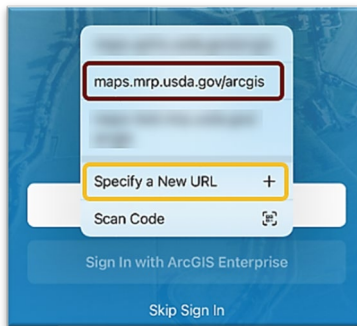 maps.mrp.usda.gov/arcgis
Specify a New URL +
Scan Code
Sign In with ArcGIS Enterprise
Skip Sign In